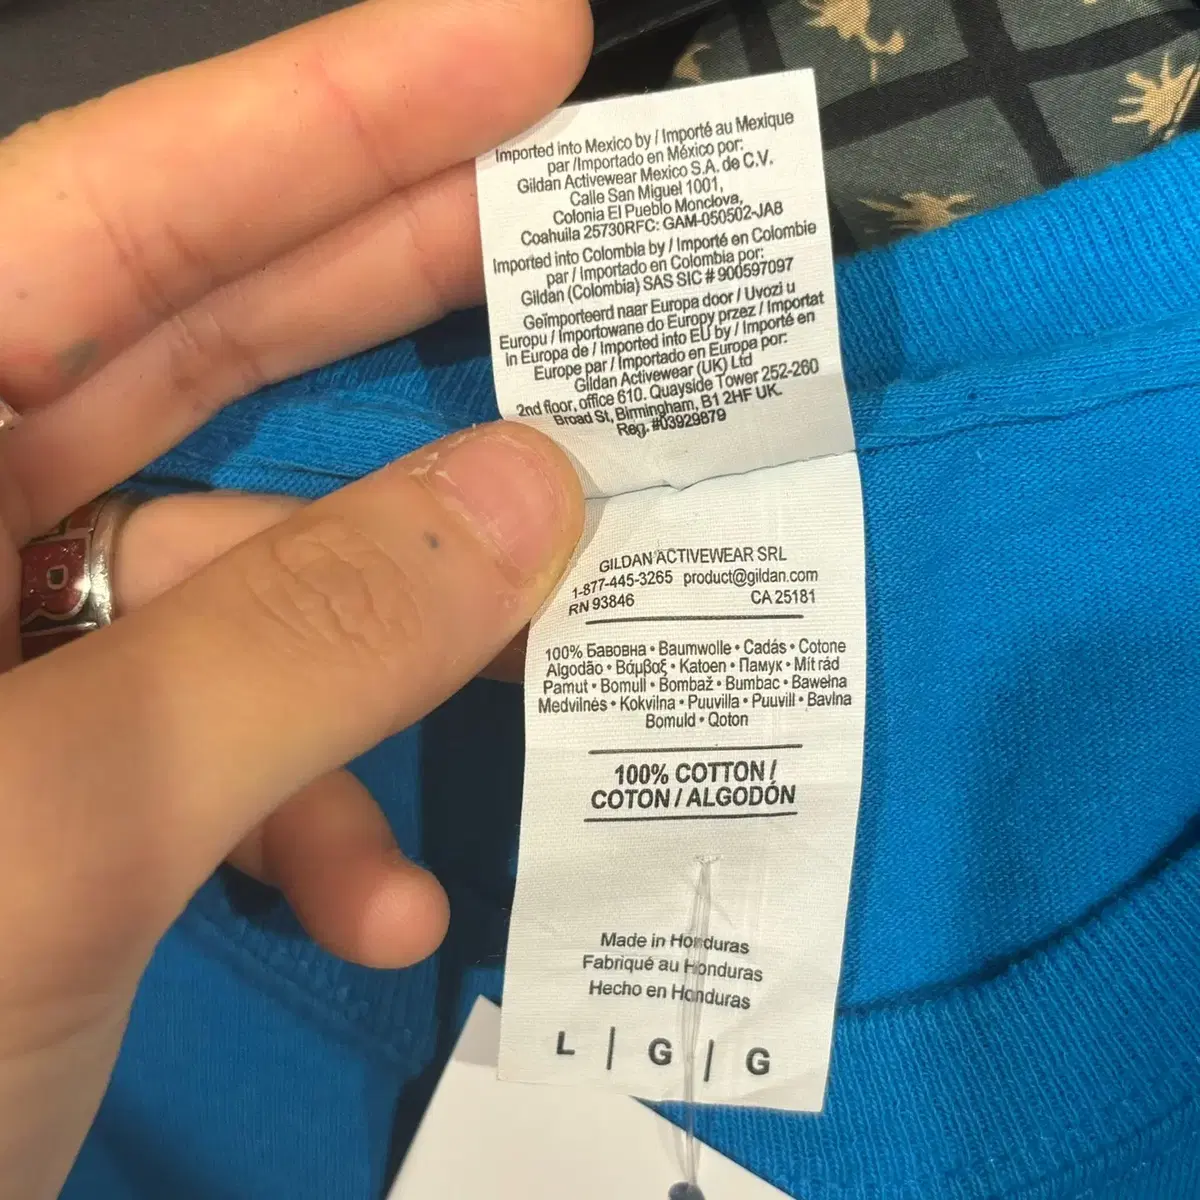 Imported into Mexico by / Importé au Mexique
par /Importado en México por:
Gildan Activewear Mexico S.A. de C.V.
Calle San Miguel 1001,
Colonia El Pueblo Monclova,
Coahuila 25730RFC: GAM-050502-JA8
Imported into Colombia by / Importé en Colombie
par / Importado en Colombia por:
Gildan (Colombia) SAS SIC # 900597097
Geïmporteerd naar Europa door / Uvozi u
Europu / Importowane do Europy przez / Importat
in Europa de / Imported into EU by / Importé en
Europe par / Importado en Europa por:
Gildan Activewear (UK) Ltd
2nd floor, office 610. Quayside Tower 252-260
Broad St, Birmingham, B1 2HF UK.
Reg. #03929879
GILDAN ACTIVEWEAR SRL
1-877-445-3265 product@gildan.com
RN 93846 CA 25181
100% Бавовна • Baumwolle • Cadás • Cotone
Algodão • Βάμβαξ • Katoen • Памук • Mít rád
Pamut • Bomull • Bombaž • Bumbac • Bawełna
Medvilnės • Kokvilna • Puuvilla • Puuvill • Bavlna
Bomuld • Qoton
100% COTTON /
COTON / ALGODÓN
Made in Honduras
Fabriqué au Honduras
Hecho en Honduras
L | G | G